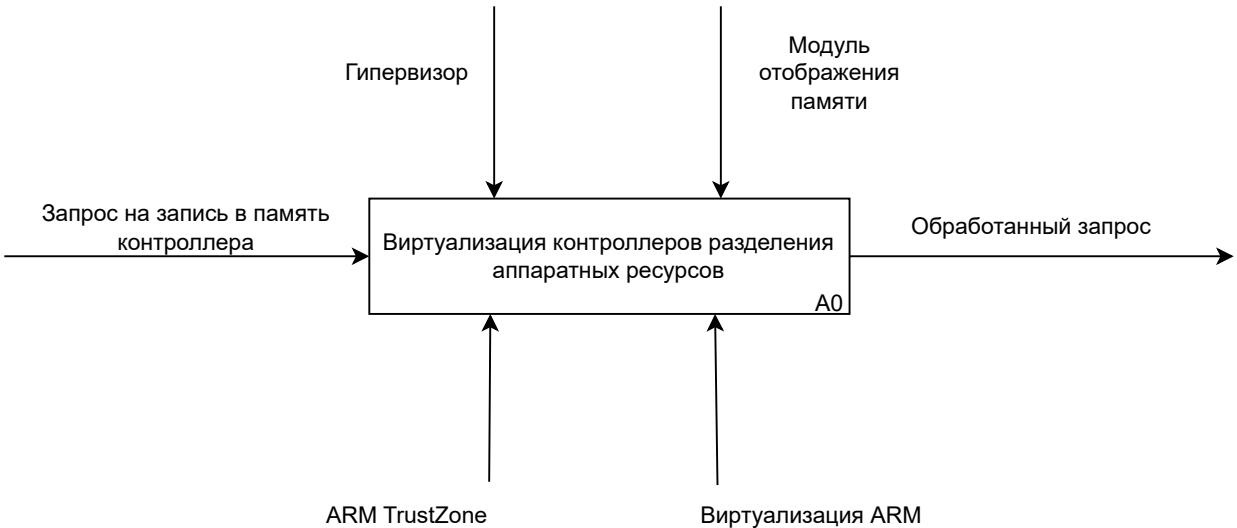 Гипервизор
Модуль
отображения
памяти
Запрос на запись в память
контроллера
Виртуализация контроллеров разделения
аппаратных ресурсов
A0
Обработанный запрос
ARM TrustZone
Виртуализация ARM